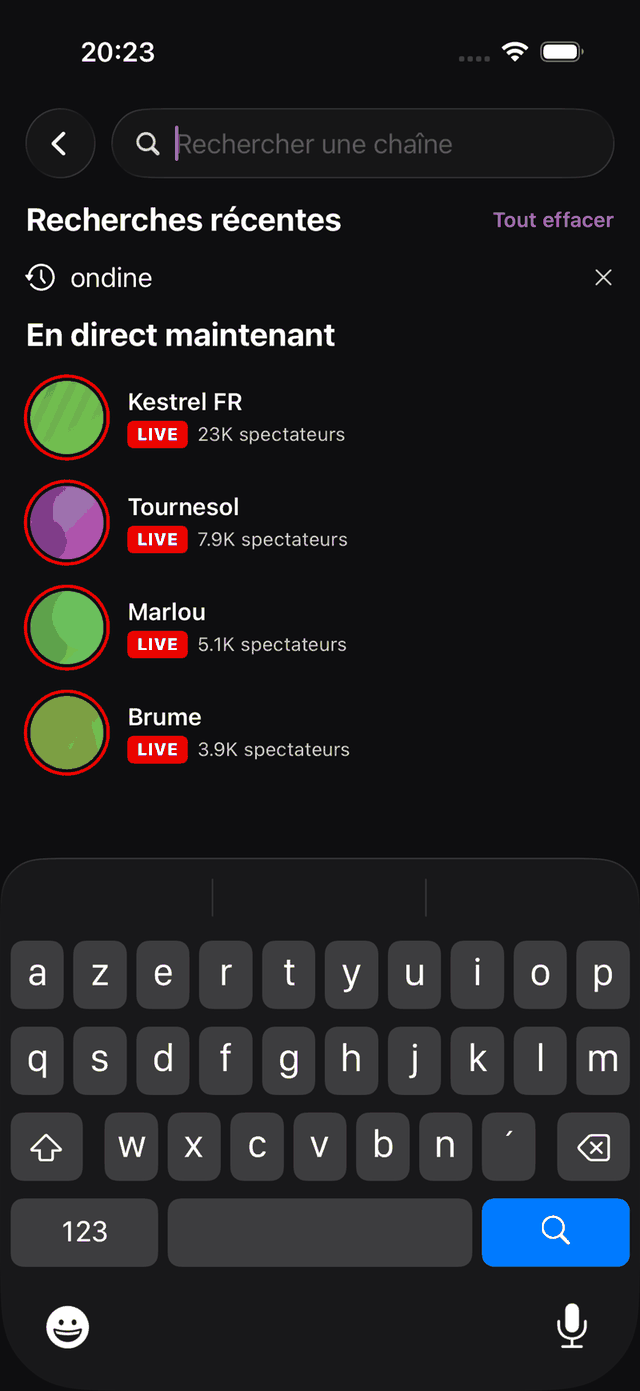 20:23
Rechercher une chaîne
Recherches récentes
Tout effacer
ondine
En direct maintenant
Kestrel FR
LIVE 23K spectateurs
Tournesol
LIVE 7.9K spectateurs
Marlou
LIVE 5.1K spectateurs
Brume
LIVE 3.9K spectateurs
a z e r t y u i o p
q s d f g h j k l m
w x c v b n ´
123